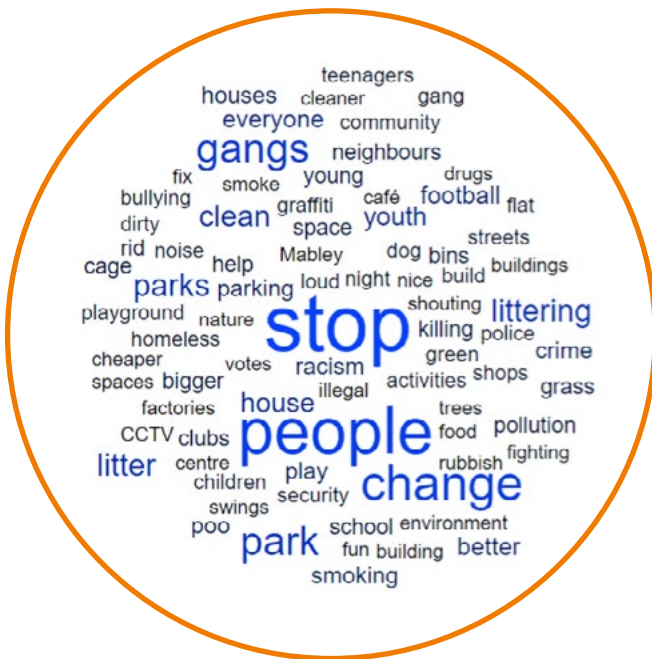 teenagers
houses cleaner gang
everyone community
gangs neighbours
fix smoke young drugs
bullying graffiti café football flat
dirty clean space youth streets
rid noise Mabley dog bins
cage help loud night nice build buildings
parks parking shouting littering
playground nature stop killing police
homeless green crime
cheaper votes racism activities shops
spaces bigger illegal grass
factories house trees
CCTV clubs people food pollution
litter centre play rubbish fighting
children security change
swings
poo park school environment
fun building better
smoking